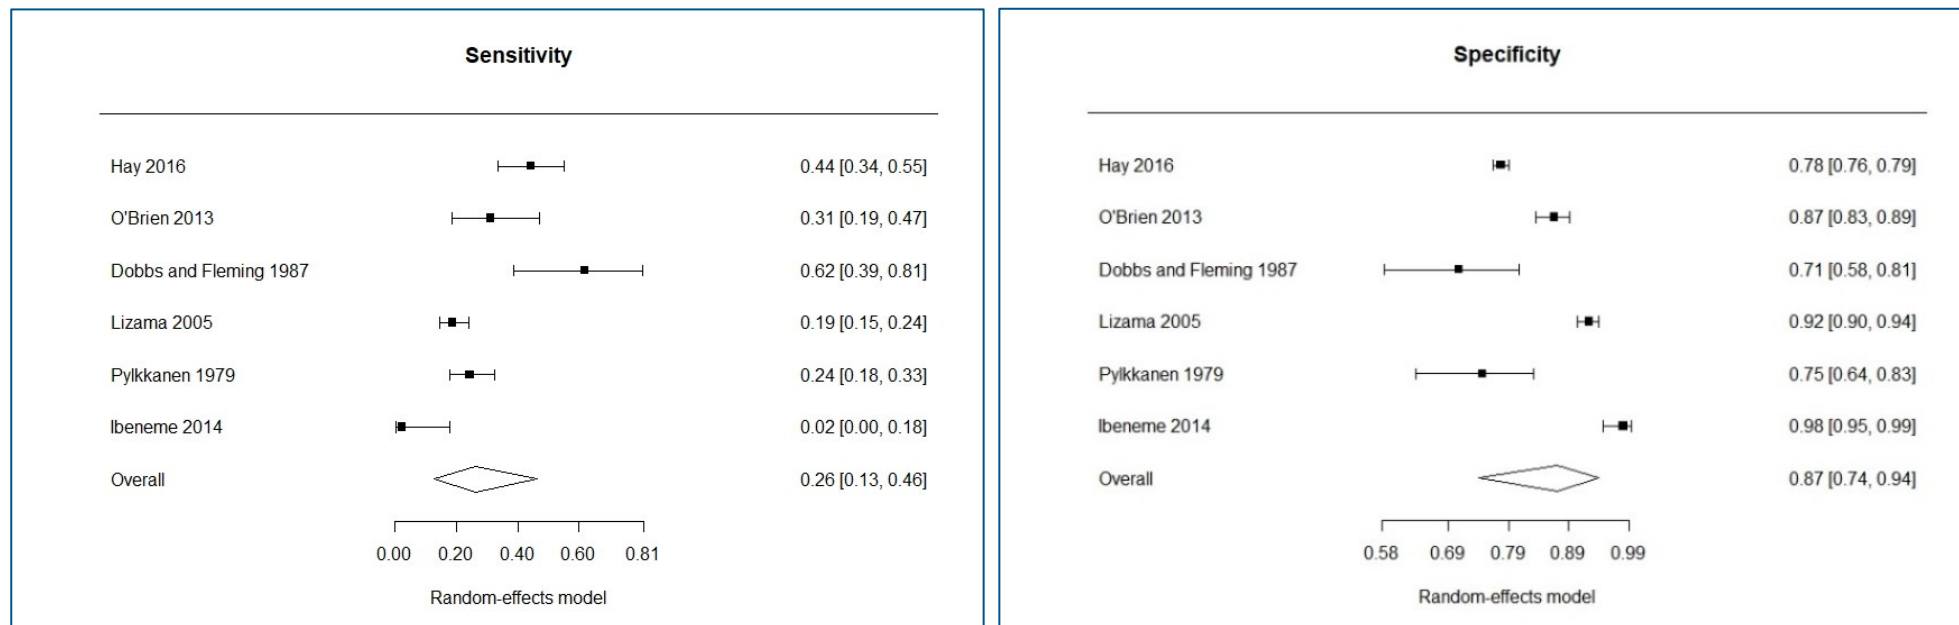 Sensitivity
Hay 2016 0.44 [0.34, 0.55]
O'Brien 2013 0.31 [0.19, 0.47]
Dobbs and Fleming 1987 0.62 [0.39, 0.81]
Lizama 2005 0.19 [0.15, 0.24]
Pylkkanen 1979 0.24 [0.18, 0.33]
Ibeneme 2014 0.02 [0.00, 0.18]
Overall 0.26 [0.13, 0.46]
0.00 0.20 0.40 0.60 0.81
Random-effects model
Specificity
Hay 2016 0.78 [0.76, 0.79]
O'Brien 2013 0.87 [0.83, 0.89]
Dobbs and Fleming 1987 0.71 [0.58, 0.81]
Lizama 2005 0.92 [0.90, 0.94]
Pylkkanen 1979 0.75 [0.64, 0.83]
Ibeneme 2014 0.98 [0.95, 0.99]
Overall 0.87 [0.74, 0.94]
0.58 0.69 0.79 0.89 0.99
Random-effects model